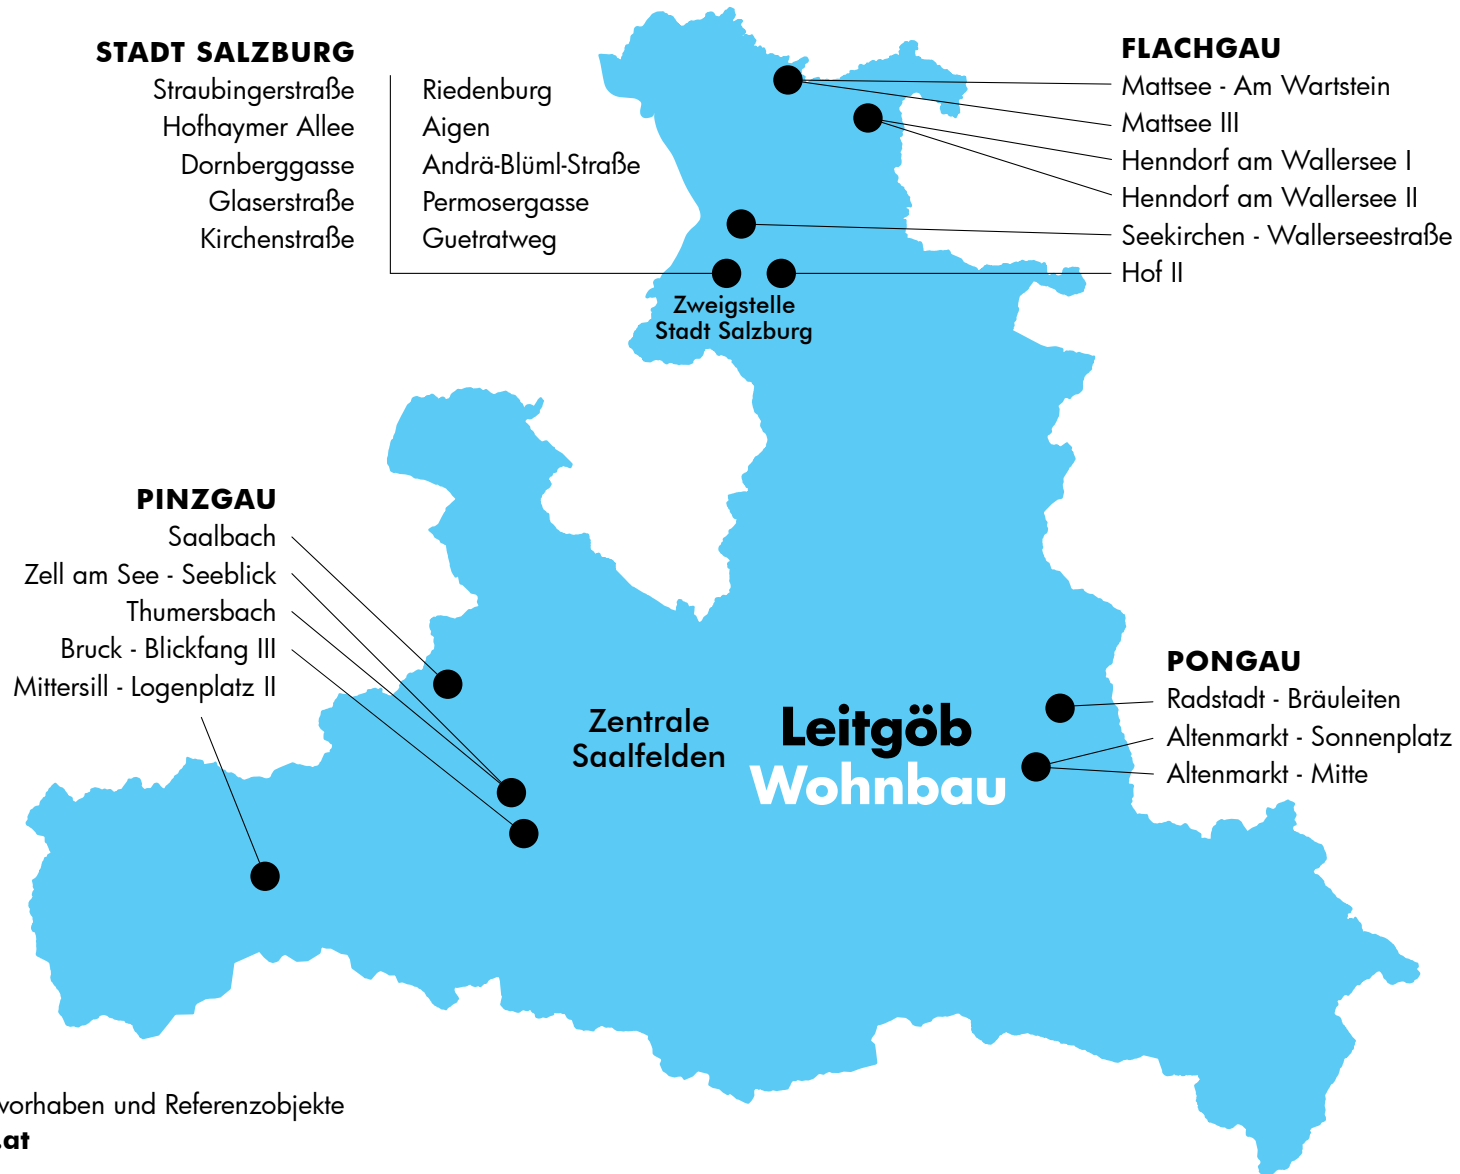 STADT SALZBURG
Straubingerstraße
Hofhaymer Allee
Dornberggasse
Glaserstraße
Kirchenstraße
Riedenburg
Aigen
Andrä-Blüml-Straße
Permosergasse
Guetratweg
Zweigstelle
Stadt Salzburg
FLACHGAU
Mattsee - Am Wartstein
Mattsee III
Henndorf am Wallersee I
Henndorf am Wallersee II
Seekirchen - Wallerseestraße
Hof II
PINZGAU
Saalbach
Zell am See - Seeblick
Thumersbach
Bruck - Blickfang III
Mittersill - Logenplatz II
Zentrale
Saalfelden
Leitgöb
Wohnbau
PONGAU
Radstadt - Bräuleiten
Altenmarkt - Sonnenplatz
Altenmarkt - Mitte
vorhaben und Referenzobjekte
.at